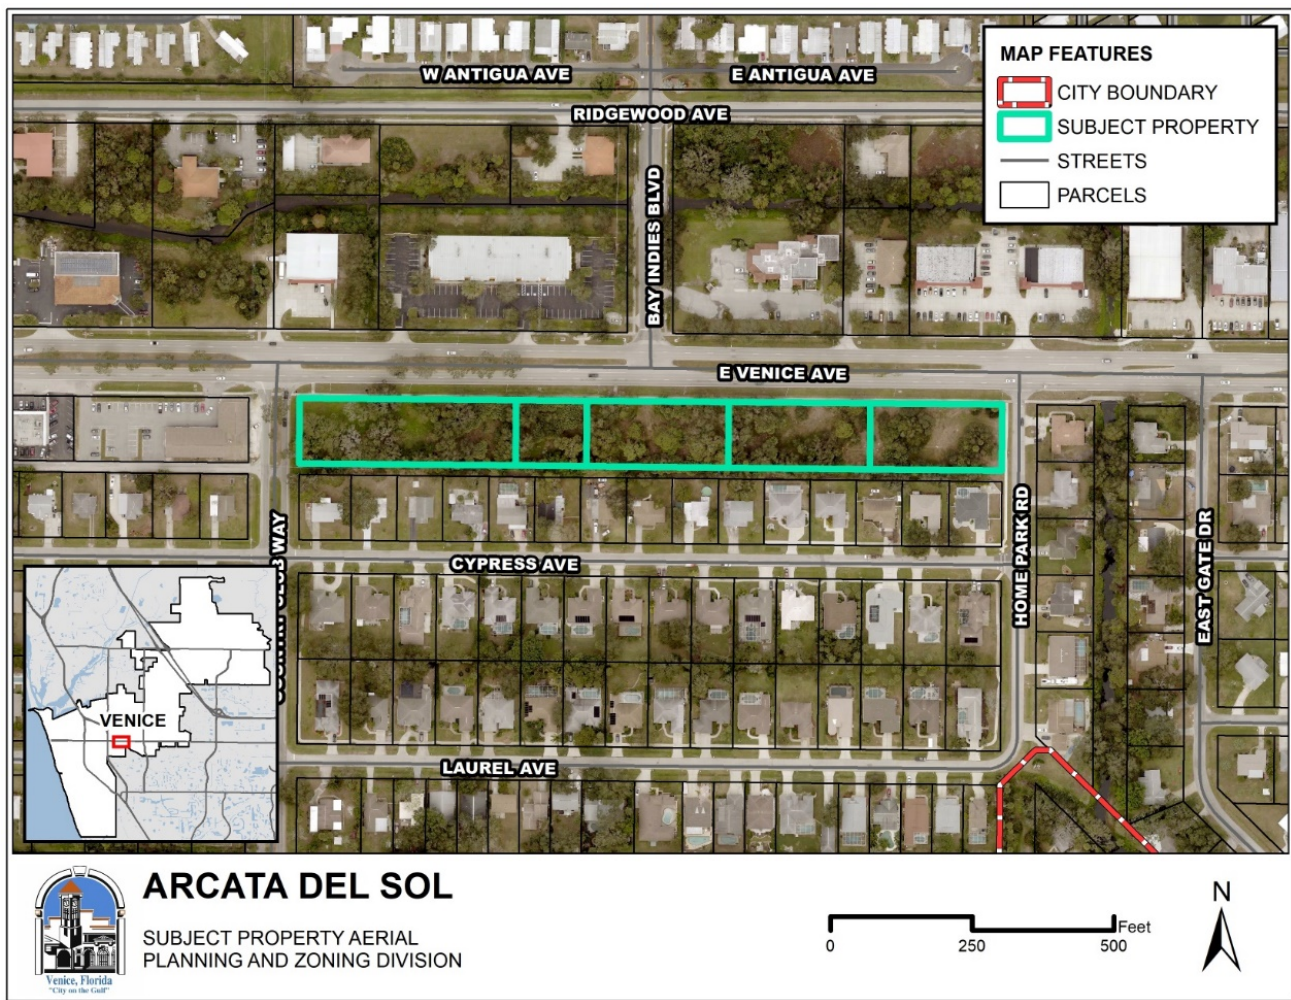 W ANTIGUA AVE
E ANTIGUA AVE
RIDGEWOOD AVE
BAY INDIES BLVD
E VENICE AVE
MAP FEATURES
CITY BOUNDARY
SUBJECT PROPERTY
STREETS
PARCELS
CYPRESS AVE
HOME PARK RD
EAST GATE DR
WAY
VENICE
LAUREL AVE
ARCATA DEL SOL
SUBJECT PROPERTY AERIAL
PLANNING AND ZONING DIVISION
Venice, Florida
"City on the Gulf"
Feet
0
250
500
N